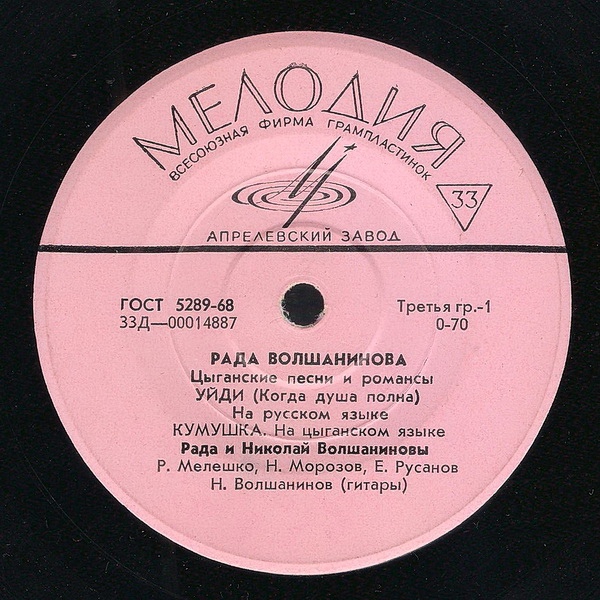 МЕЛОДИЯ
ВСЕСОЮЗНАЯ ФИРМА ГРАМПЛАСТИНОК
33
АПРЕЛЕВСКИЙ ЗАВОД
ГОСТ 5289-68 Третья гр.-1
33Д—00014887 0-70
РАДА ВОЛШАНИНОВА
Цыганские песни и романсы
УЙДИ (Когда душа полна)
На русском языке
КУМУШКА. На цыганском языке
Рада и Николай Волшаниновы
Р. Мелешко, Н. Морозов, Е. Русанов
Н. Волшанинов (гитары)